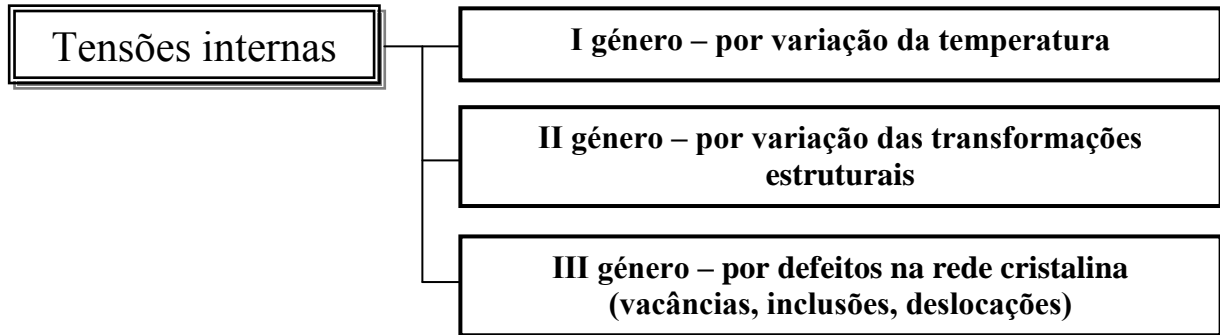 Tensões internas
I género – por variação da temperatura
II género – por variação das transformações
estruturais
III género – por defeitos na rede cristalina
(vacâncias, inclusões, deslocações)